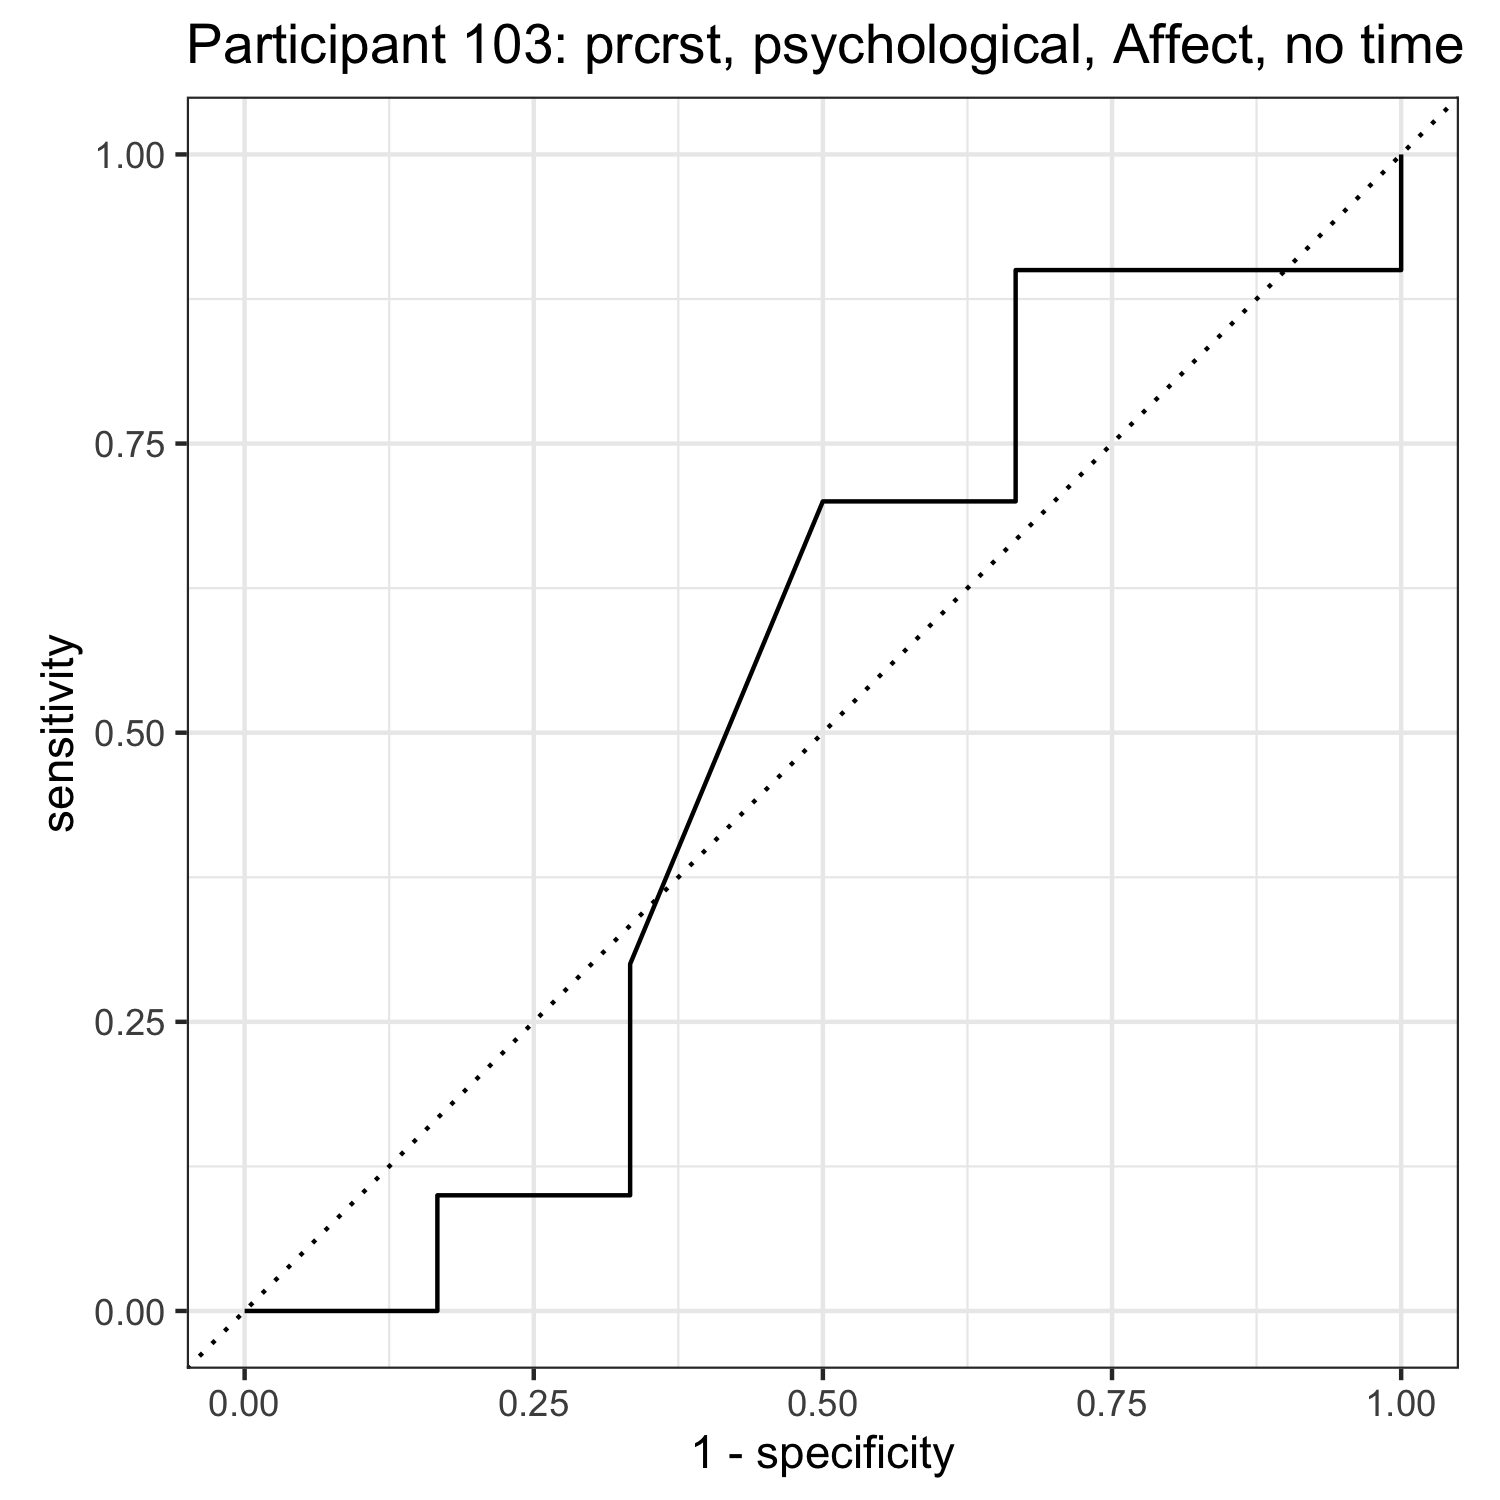 Participant 103: prcrst, psychological, Affect, no time
sensitivity
1.00
0.75
0.50
0.25
0.00
0.00 0.25 0.50 0.75 1.00
1 - specificity